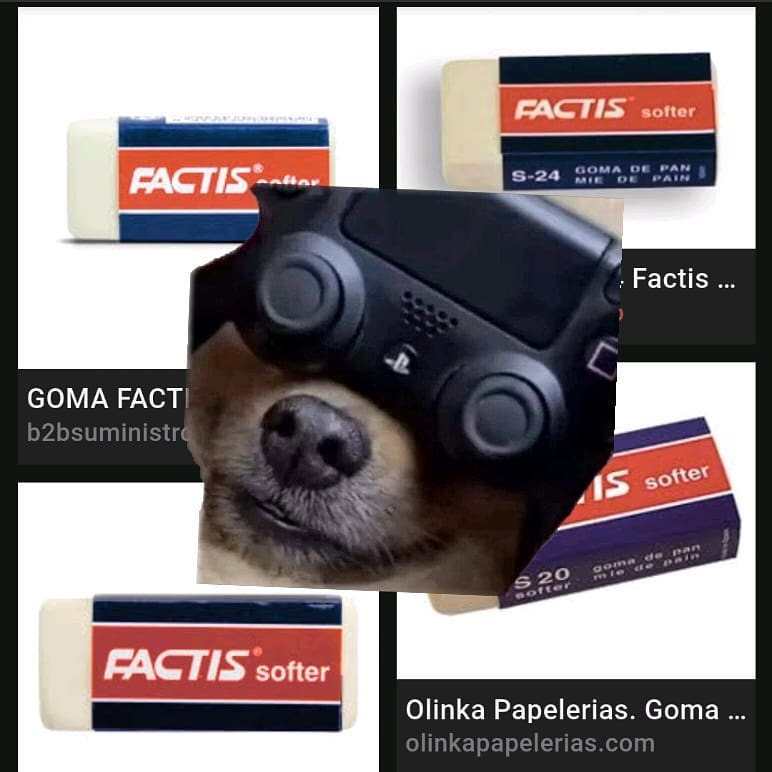 FACTIS® softer
FACTIS softer
S-24 GOMA DE PAN
MIE DE PAIN
Factis ...
GOMA FACTI
b2bsuministro
softer
S 20 goma de pan
softer mie de pain
FACTIS® softer
Olinka Papelerias. Goma ...
olinkapapelerias.com